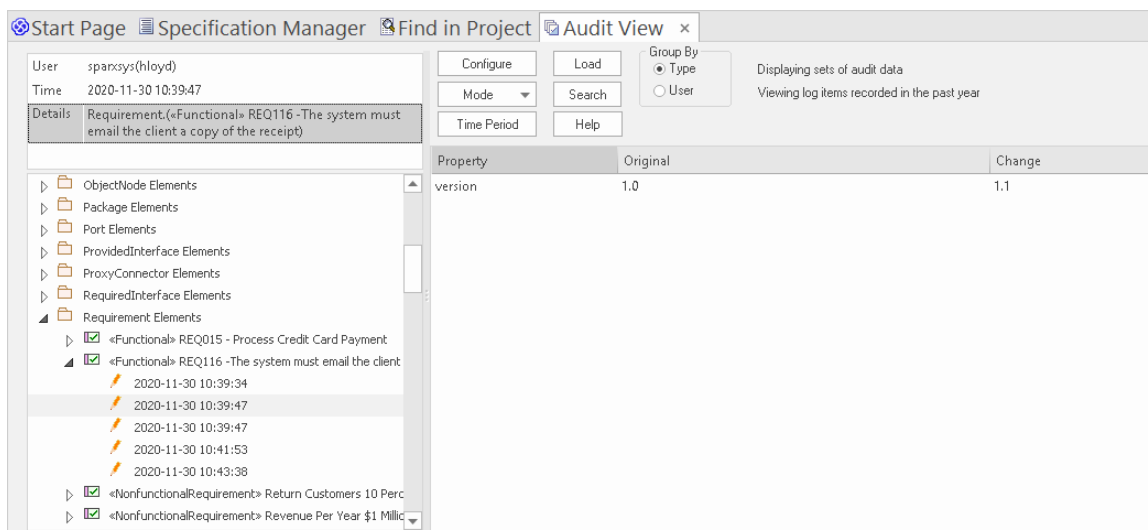 Start Page Specification Manager Find in Project Audit View ×
User sparxsys(hloyd)
Time 2020-11-30 10:39:47
Details Requirement.(«Functional» REQ116 -The system must
email the client a copy of the receipt)
Configure Load
Mode Search
Time Period Help
Group By
Type
User
Displaying sets of audit data
Viewing log items recorded in the past year
Property Original Change
version 1.0 1.1
ObjectNode Elements
Package Elements
Port Elements
ProvidedInterface Elements
ProxyConnector Elements
RequiredInterface Elements
Requirement Elements
«Functional» REQ015 - Process Credit Card Payment
«Functional» REQ116 -The system must email the client
2020-11-30 10:39:34
2020-11-30 10:39:47
2020-11-30 10:39:47
2020-11-30 10:41:53
2020-11-30 10:43:38
«NonfunctionalRequirement» Return Customers 10 Perc
«NonfunctionalRequirement» Revenue Per Year $1 Millic